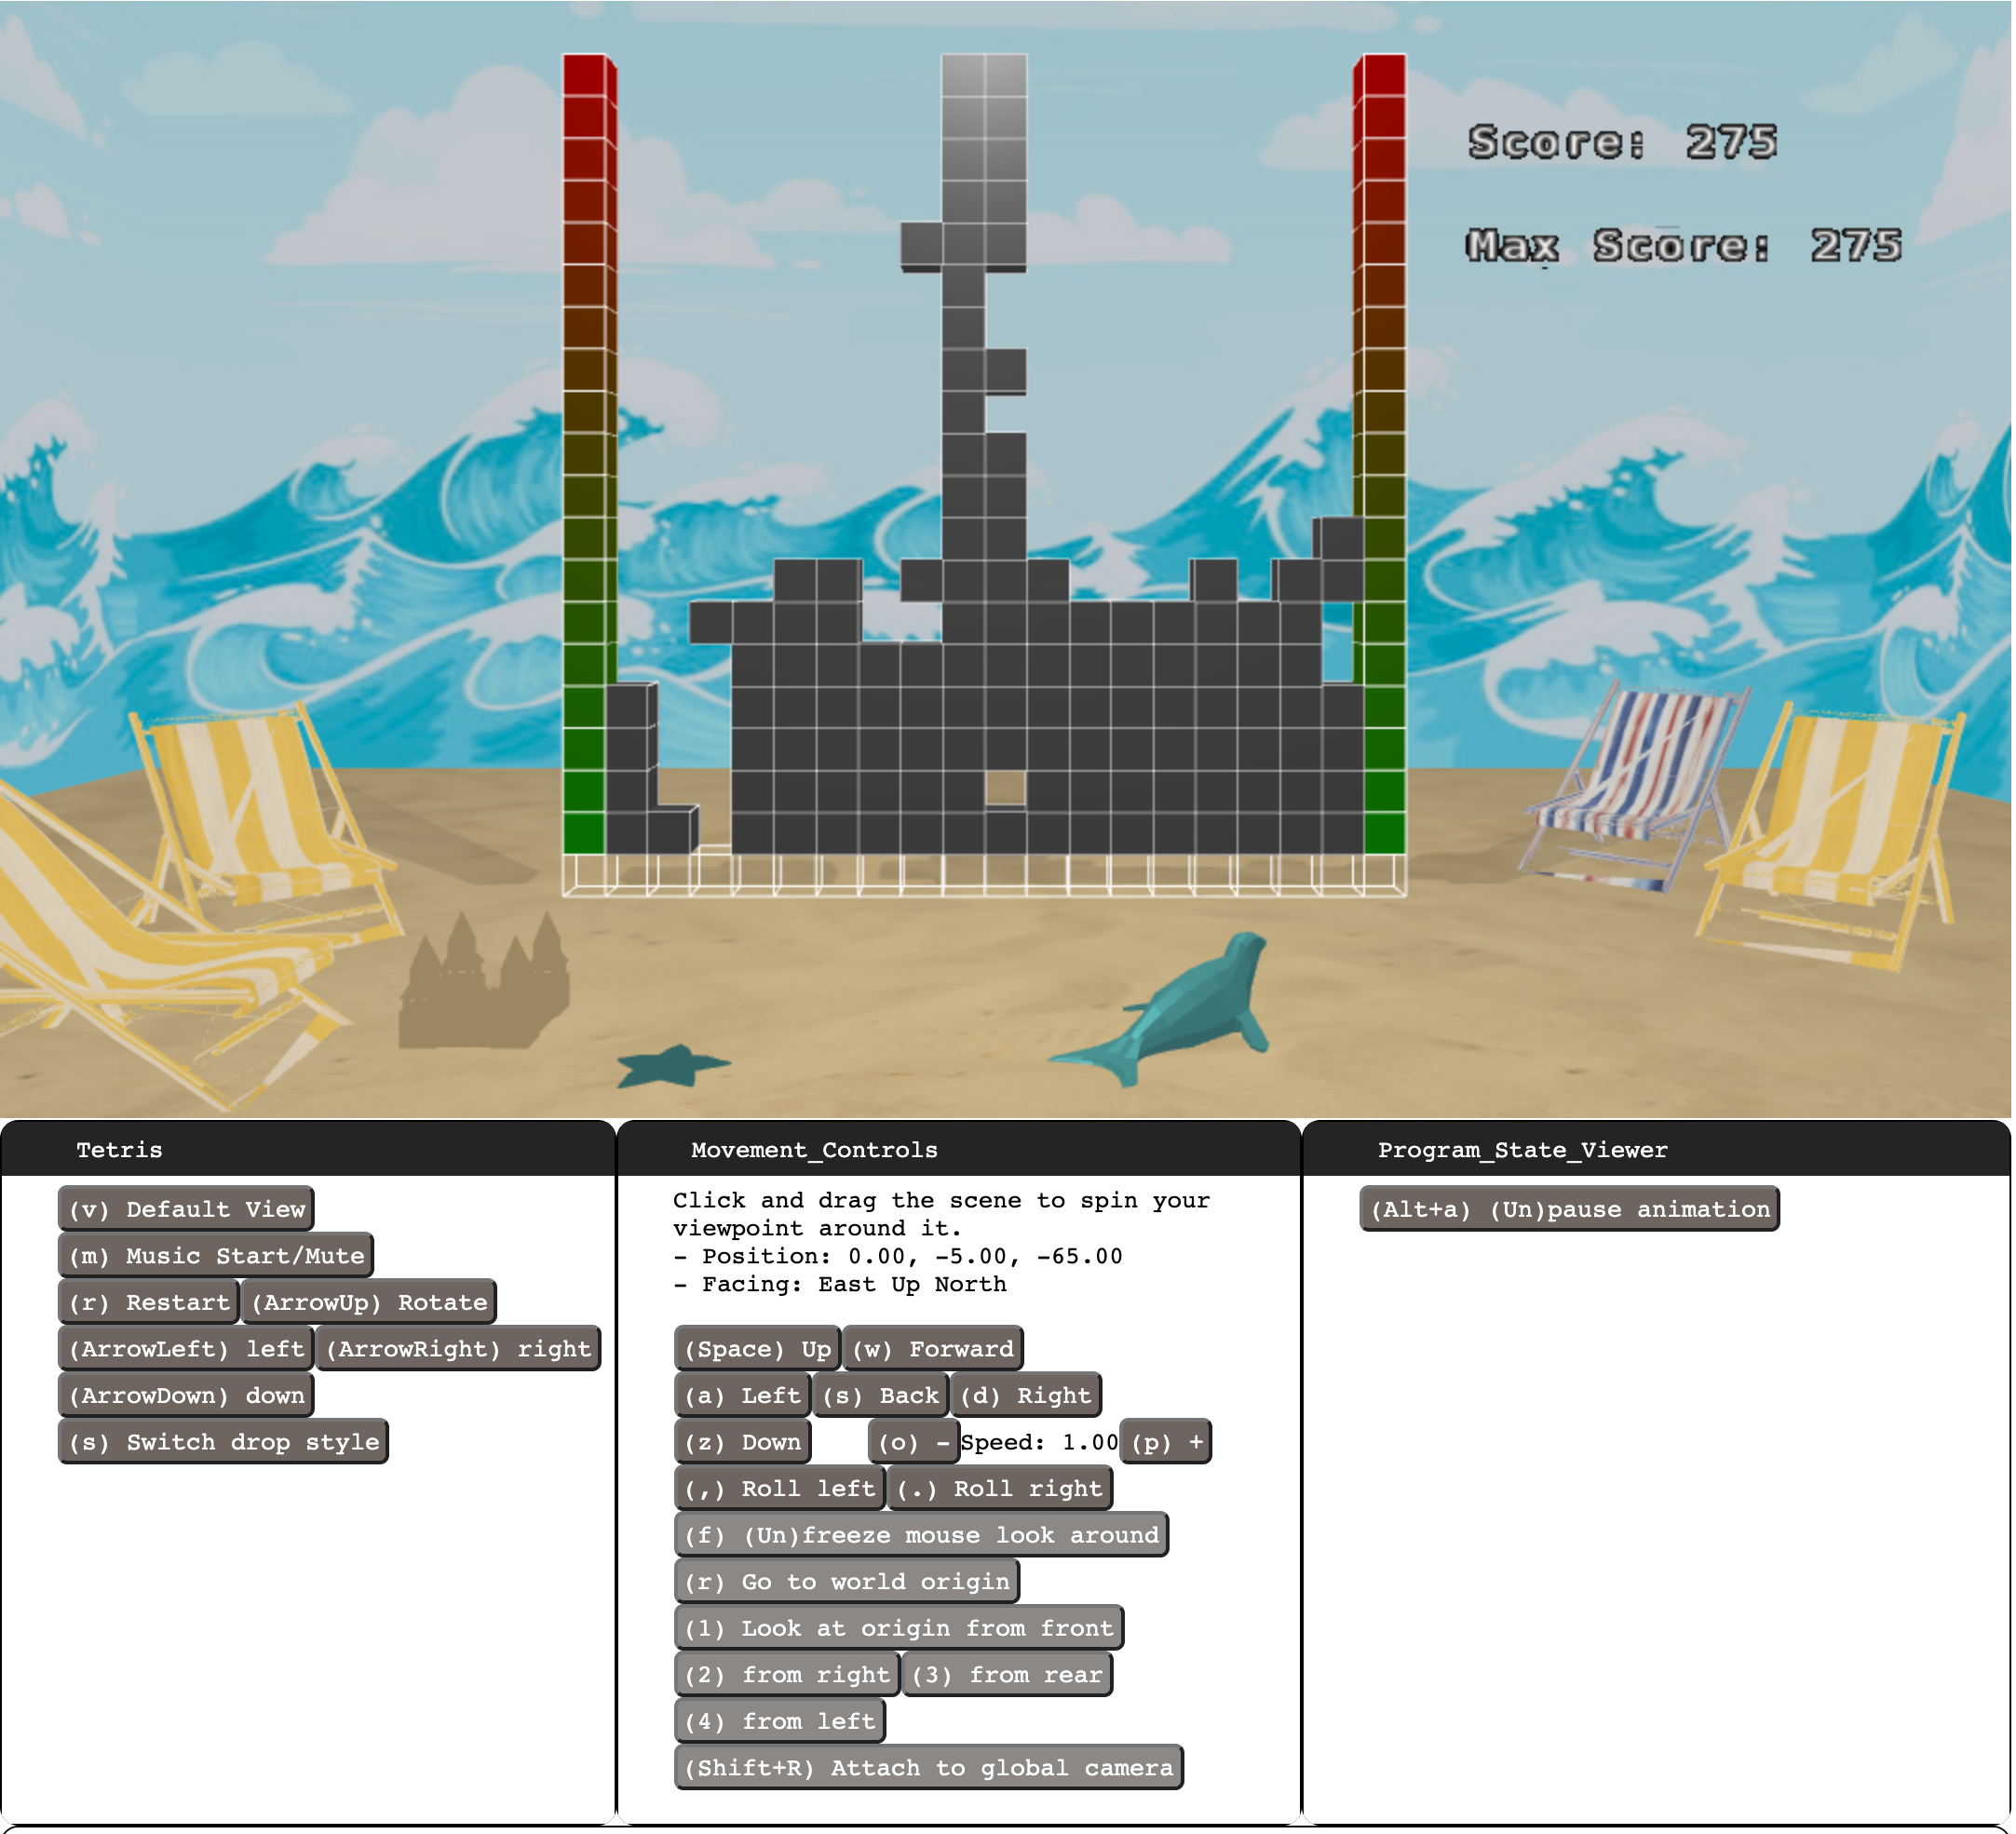 Score: 275
Max Score: 275
Tetris
(v) Default View
(m) Music Start/Mute
(r) Restart (ArrowUp) Rotate
(ArrowLeft) left (ArrowRight) right
(ArrowDown) down
(s) Switch drop style
Movement_Controls
Click and drag the scene to spin your
viewpoint around it.
- Position: 0.00, -5.00, -65.00
- Facing: East Up North
(Space) Up (w) Forward
(a) Left (s) Back (d) Right
(z) Down (o) - Speed: 1.00 (p) +
(,) Roll left (.) Roll right
(f) (Un)freeze mouse look around
(r) Go to world origin
(1) Look at origin from front
(2) from right (3) from rear
(4) from left
(Shift+R) Attach to global camera
Program_State_Viewer
(Alt+a) (Un)pause animation